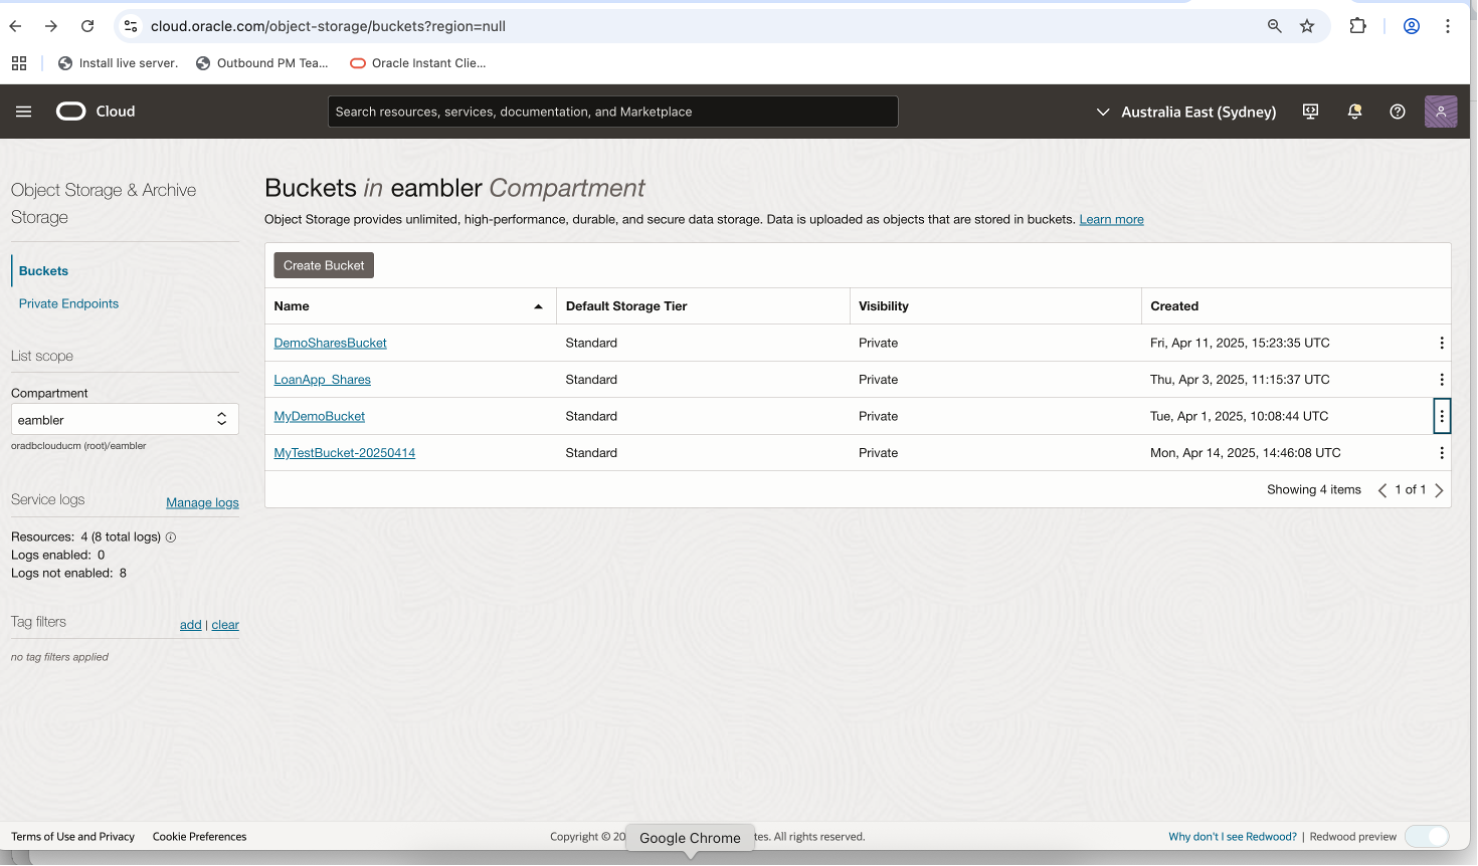 cloud.oracle.com/object-storage/buckets?region=null
Install live server. Outbound PM Tea... Oracle Instant Clie...
Cloud Search resources, services, documentation, and Marketplace Australia East (Sydney)
Object Storage & Archive
Storage
Buckets
Private Endpoints
List scope
Compartment
eambler
oradbclouducm (root)/eambler
Service logs Manage logs
Resources: 4 (8 total logs)
Logs enabled: 0
Logs not enabled: 8
Tag filters add | clear
no tag filters applied
Buckets in eambler Compartment
Object Storage provides unlimited, high-performance, durable, and secure data storage. Data is uploaded as objects that are stored in buckets. Learn more
Create Bucket
Name Default Storage Tier Visibility Created
DemoSharesBucket Standard Private Fri, Apr 11, 2025, 15:23:35 UTC
LoanApp_Shares Standard Private Thu, Apr 3, 2025, 11:15:37 UTC
MyDemoBucket Standard Private Tue, Apr 1, 2025, 10:08:44 UTC
MyTestBucket-20250414 Standard Private Mon, Apr 14, 2025, 14:46:08 UTC
Showing 4 items 1 of 1
Terms of Use and Privacy Cookie Preferences Copyright © 20 Google Chrome tes. All rights reserved. Why don't I see Redwood? | Redwood preview